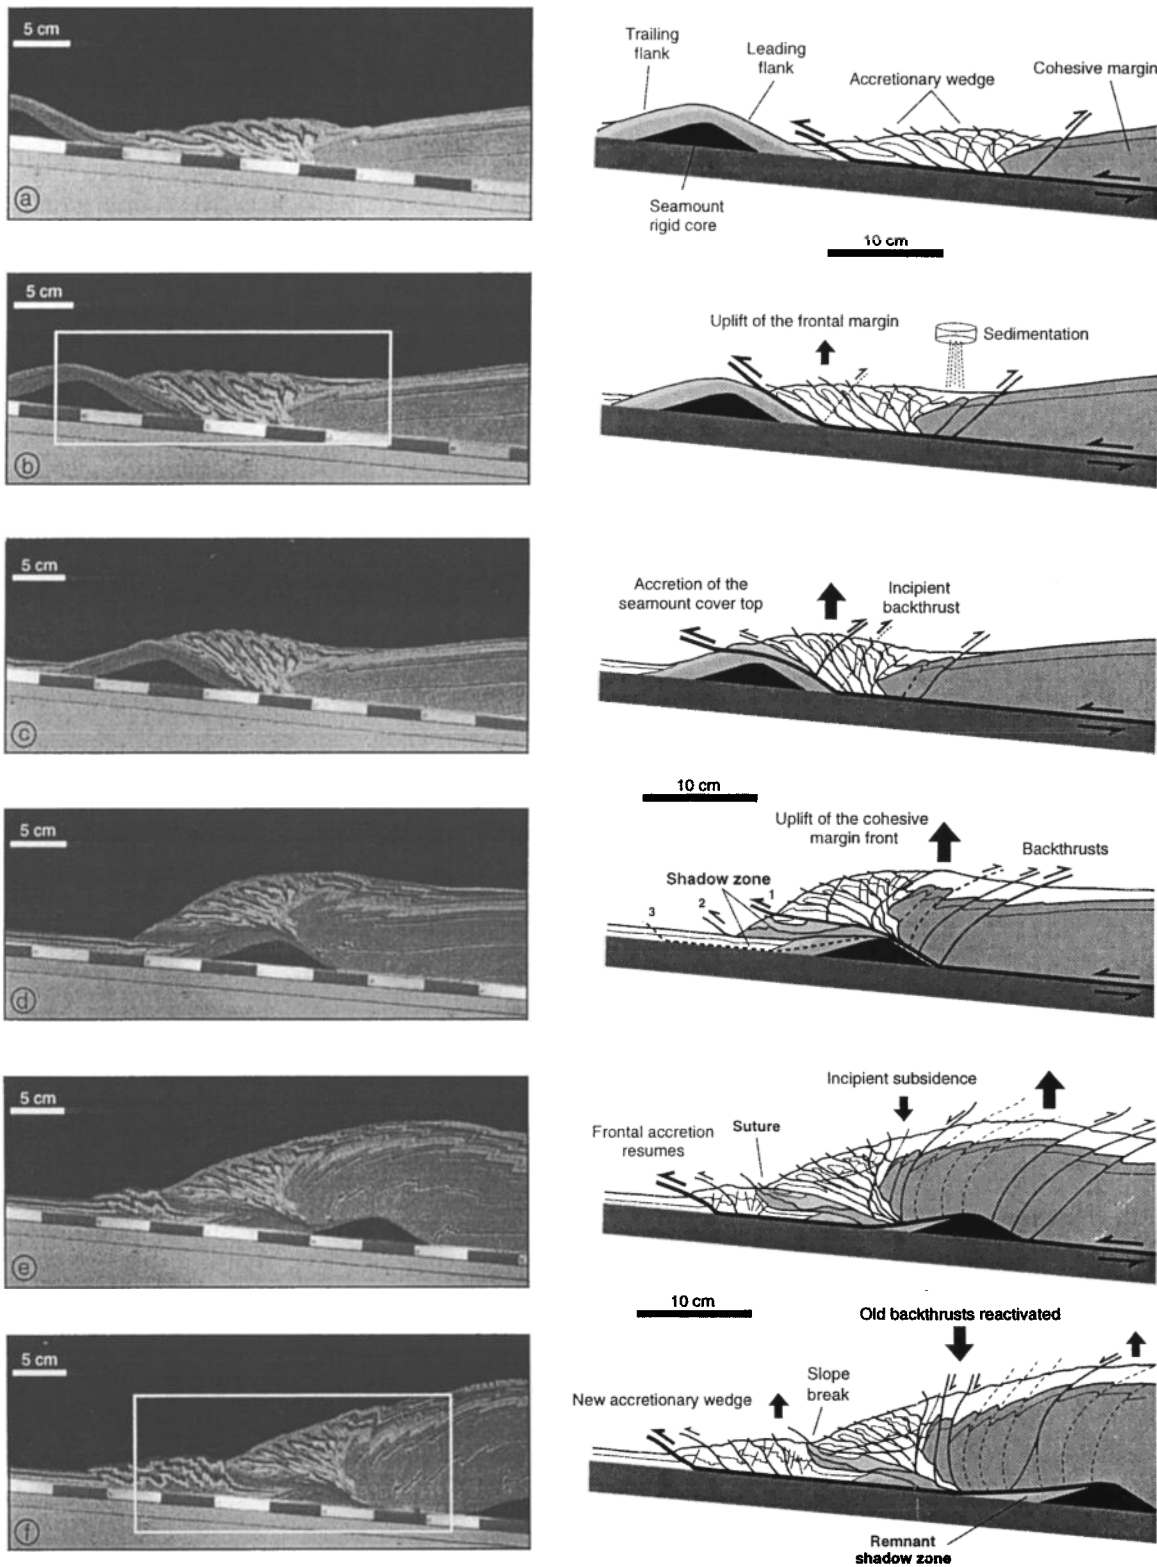 5 cm
a
Trailing
flank
Leading
flank
Accretionary wedge
Cohesive margin
Seamount
rigid core
10 cm
5 cm
b
Uplift of the frontal margin
Sedimentation
5 cm
c
Accretion of the
seamount cover top
Incipient
backthrust
10 cm
5 cm
d
Uplift of the cohesive
margin front
Backthrusts
Shadow zone
1
2
3
5 cm
e
Incipient subsidence
Frontal accretion
resumes
Suture
10 cm
5 cm
f
Old backthrusts reactivated
Slope
break
New accretionary wedge
Remnant
shadow zone